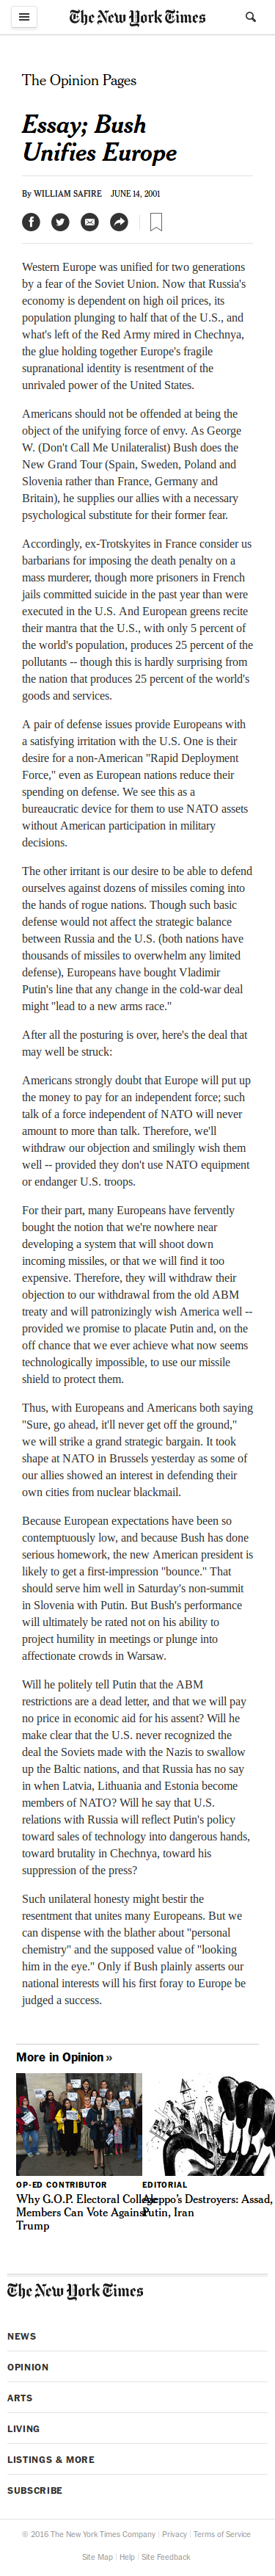 The New York Times
The Opinion Pages
Essay; Bush
Unifies Europe
By WILLIAM SAFIRE JUNE 14, 2001
Western Europe was unified for two generations
by a fear of the Soviet Union. Now that Russia's
economy is dependent on high oil prices, its
population plunging to half that of the U.S., and
what's left of the Red Army mired in Chechnya,
the glue holding together Europe's fragile
supranational identity is resentment of the
unrivaled power of the United States.
Americans should not be offended at being the
object of the unifying force of envy. As George
W. (Don't Call Me Unilateralist) Bush does the
New Grand Tour (Spain, Sweden, Poland and
Slovenia rather than France, Germany and
Britain), he supplies our allies with a necessary
psychological substitute for their former fear.
Accordingly, ex-Trotskyites in France consider us
barbarians for imposing the death penalty on a
mass murderer, though more prisoners in French
jails committed suicide in the past year than were
executed in the U.S. And European greens recite
their mantra that the U.S., with only 5 percent of
the world's population, produces 25 percent of the
pollutants -- though this is hardly surprising from
the nation that produces 25 percent of the world's
goods and services.
A pair of defense issues provide Europeans with
a satisfying irritation with the U.S. One is their
desire for a non-American ''Rapid Deployment
Force,'' even as European nations reduce their
spending on defense. We see this as a
bureaucratic device for them to use NATO assets
without American participation in military
decisions.
The other irritant is our desire to be able to defend
ourselves against dozens of missiles coming into
the hands of rogue nations. Though such basic
defense would not affect the strategic balance
between Russia and the U.S. (both nations have
thousands of missiles to overwhelm any limited
defense), Europeans have bought Vladimir
Putin's line that any change in the cold-war deal
might ''lead to a new arms race.''
After all the posturing is over, here's the deal that
may well be struck:
Americans strongly doubt that Europe will put up
the money to pay for an independent force; such
talk of a force independent of NATO will never
amount to more than talk. Therefore, we'll
withdraw our objection and smilingly wish them
well -- provided they don't use NATO equipment
or endanger U.S. troops.
For their part, many Europeans have fervently
bought the notion that we're nowhere near
developing a system that will shoot down
incoming missiles, or that we will find it too
expensive. Therefore, they will withdraw their
objection to our withdrawal from the old ABM
treaty and will patronizingly wish America well --
provided we promise to placate Putin and, on the
off chance that we ever achieve what now seems
technologically impossible, to use our missile
shield to protect them.
Thus, with Europeans and Americans both saying
''Sure, go ahead, it'll never get off the ground,''
we will strike a grand strategic bargain. It took
shape at NATO in Brussels yesterday as some of
our allies showed an interest in defending their
own cities from nuclear blackmail.
Because European expectations have been so
contemptuously low, and because Bush has done
serious homework, the new American president is
likely to get a first-impression ''bounce.'' That
should serve him well in Saturday's non-summit
in Slovenia with Putin. But Bush's performance
will ultimately be rated not on his ability to
project humility in meetings or plunge into
affectionate crowds in Warsaw.
Will he politely tell Putin that the ABM
restrictions are a dead letter, and that we will pay
no price in economic aid for his assent? Will he
make clear that the U.S. never recognized the
deal the Soviets made with the Nazis to swallow
up the Baltic nations, and that Russia has no say
in when Latvia, Lithuania and Estonia become
members of NATO? Will he say that U.S.
relations with Russia will reflect Putin's policy
toward sales of technology into dangerous hands,
toward brutality in Chechnya, toward his
suppression of the press?
Such unilateral honesty might bestir the
resentment that unites many Europeans. But we
can dispense with the blather about ''personal
chemistry'' and the supposed value of ''looking
him in the eye.'' Only if Bush plainly asserts our
national interests will his first foray to Europe be
judged a success.
More in Opinion »
OP-ED CONTRIBUTOR
Why G.O.P. Electoral College
Members Can Vote Against
Trump
EDITORIAL
Aleppo's Destroyers: Assad,
Putin, Iran
The New York Times
NEWS
OPINION
ARTS
LIVING
LISTINGS & MORE
SUBSCRIBE
© 2016 The New York Times Company | Privacy | Terms of Service
Site Map | Help | Site Feedback